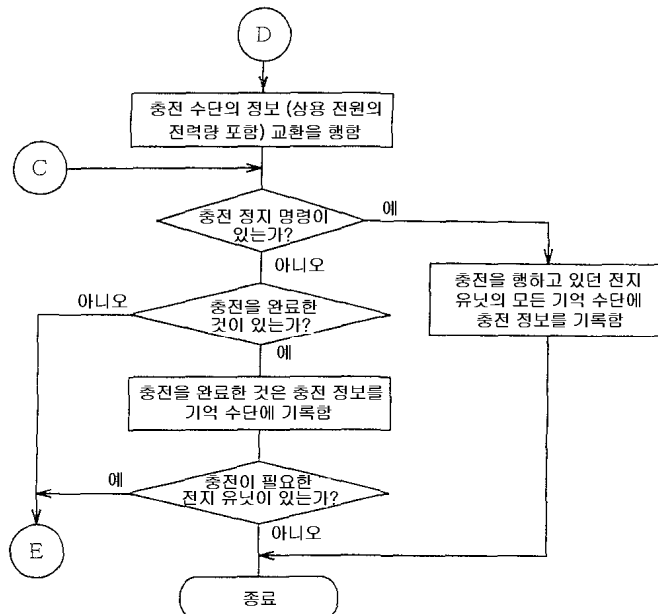 D
충전 수단의 정보 (상용 전원의
전력량 포함) 교환을 행함
C
충전 정지 명령이
있는가?
예
아니오
충전을 행하고 있던 전지
유닛의 모든 기억 수단에
충전 정보를 기록함
아니오
충전을 완료한
것이 있는가?
예
충전을 완료한 것은 충전 정보를
기억 수단에 기록함
예
충전이 필요한
전지 유닛이 있는가?
아니오
E
종료